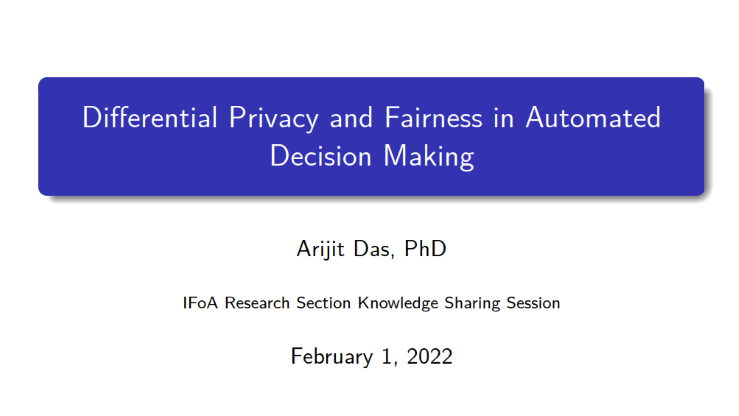 Differential Privacy and Fairness in Automated
Decision Making
Arijit Das, PhD
IFoA Research Section Knowledge Sharing Session
February 1, 2022